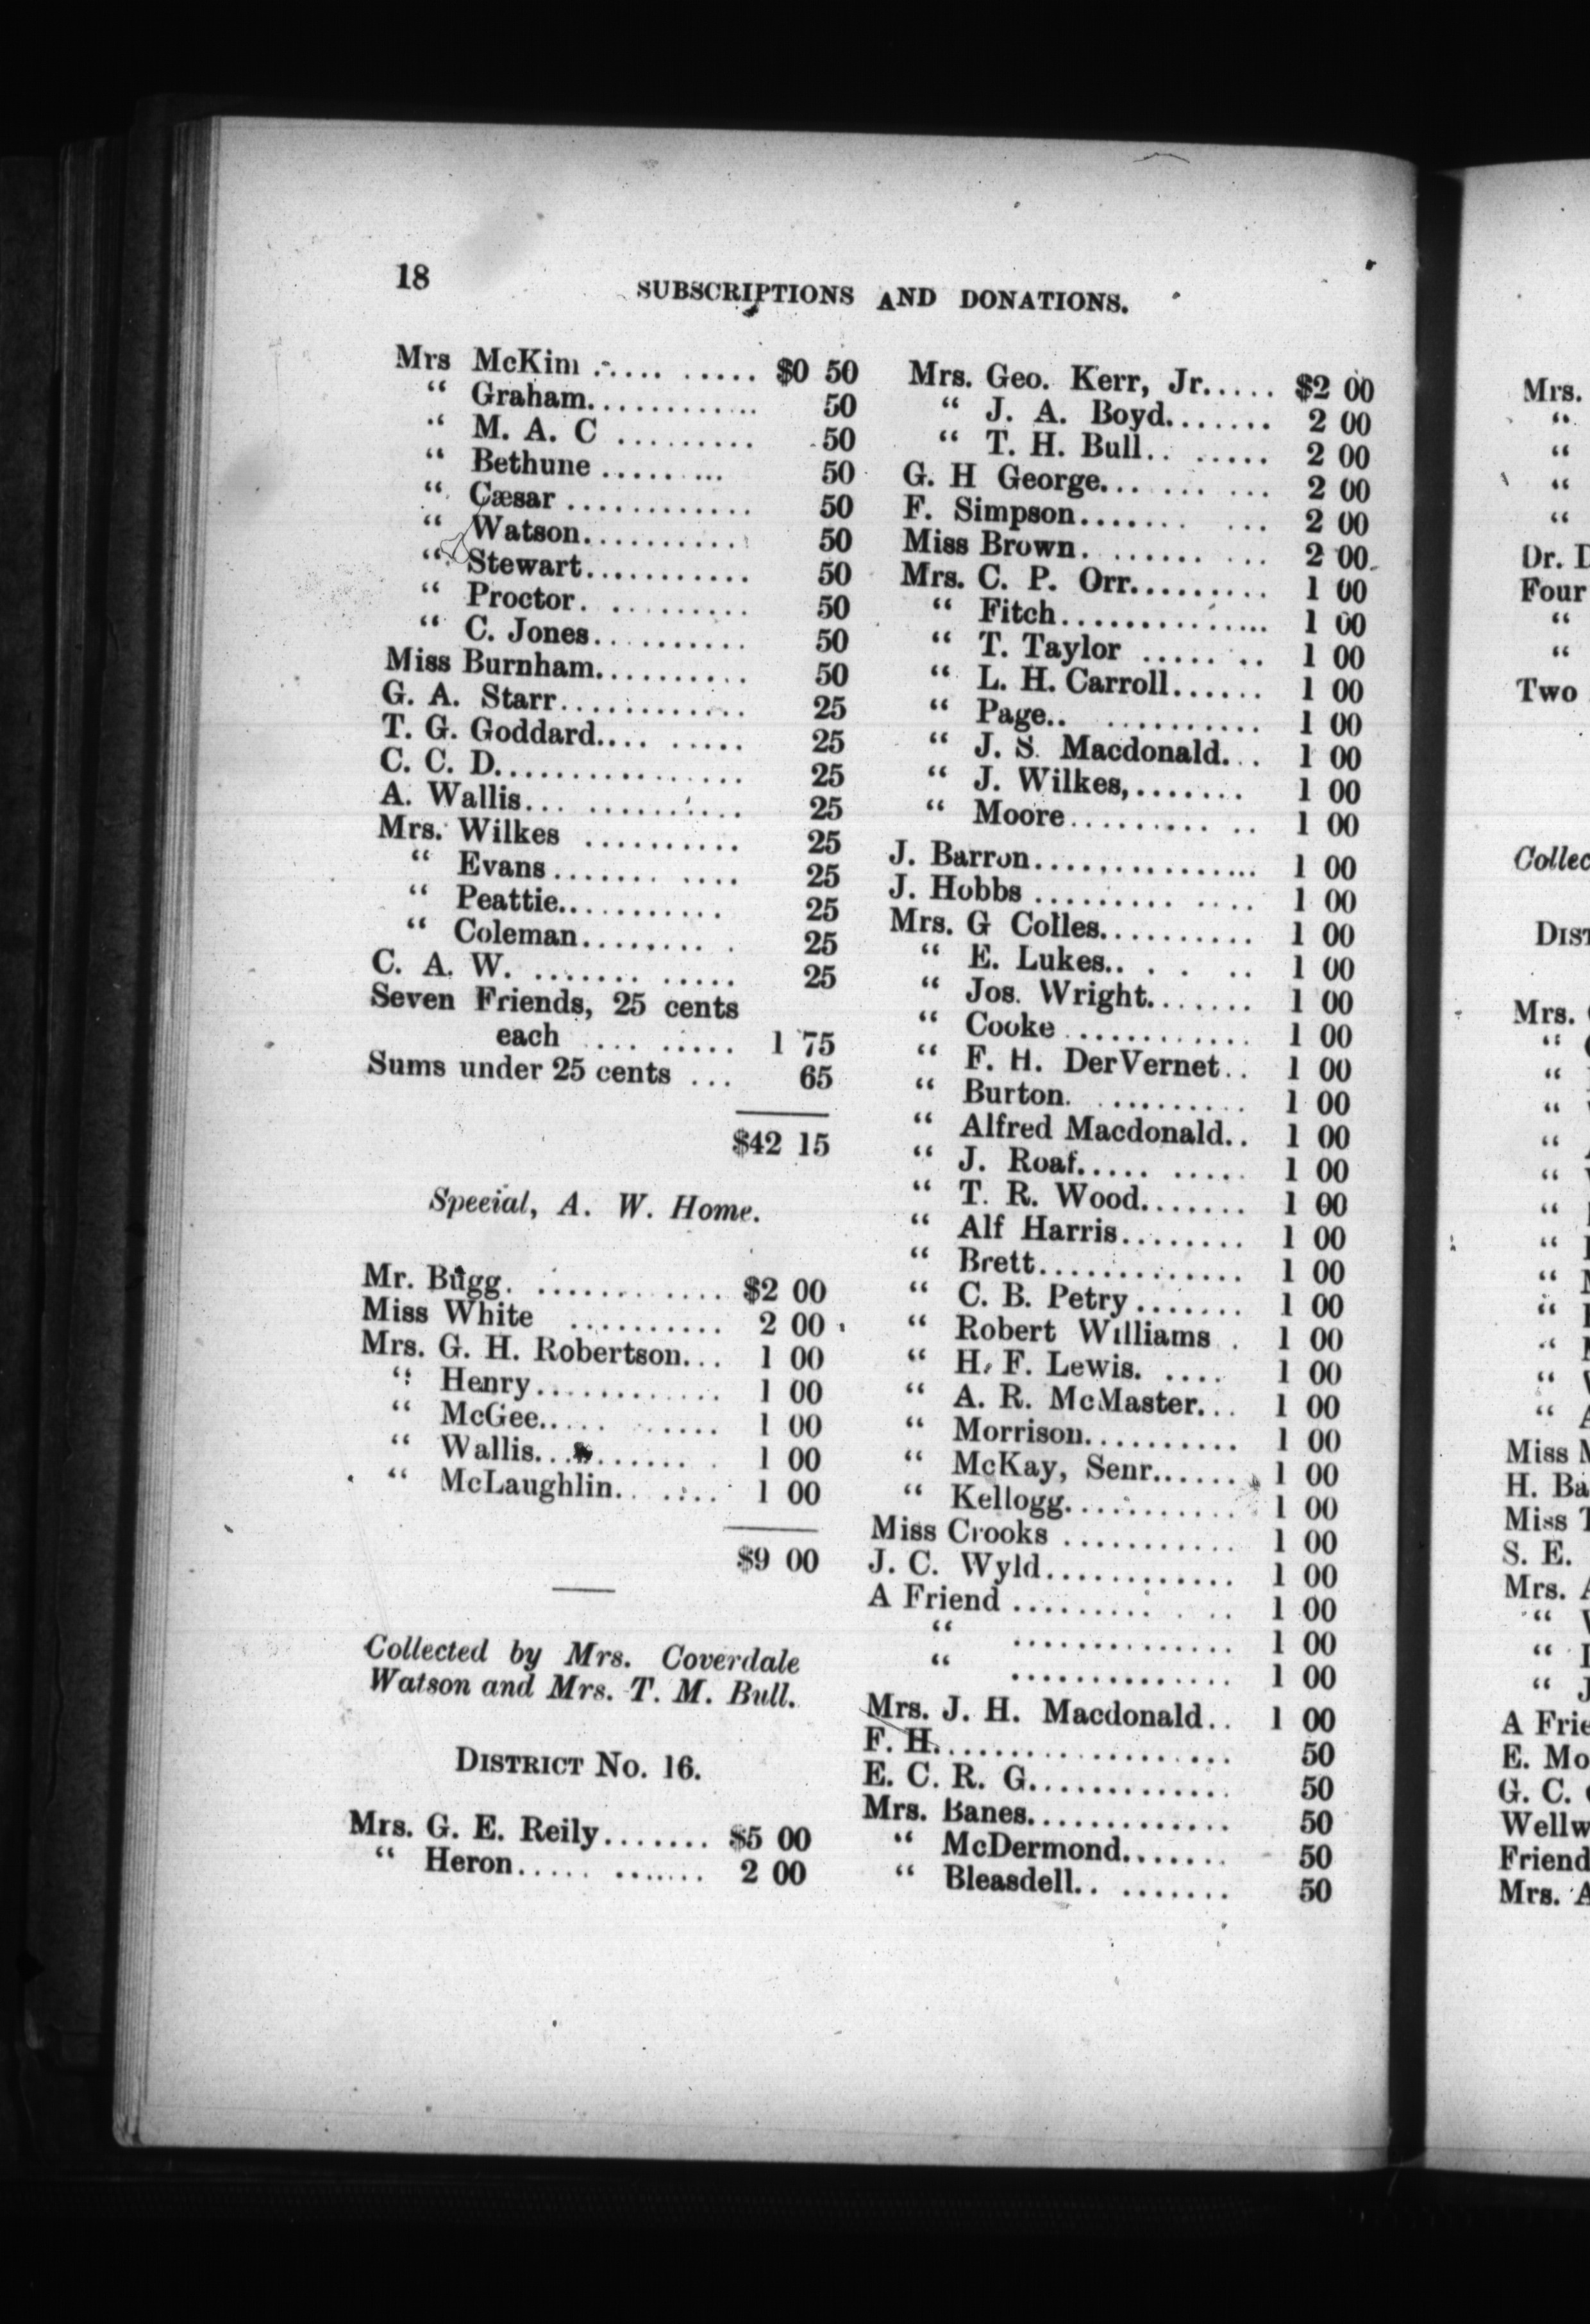 18
SUBSCRIPTIONS AND DONATIONS.
Mrs McKim .......... $0 50
“ Graham............ 50
“ M. A. C ......... 50
“ Bethune ......... 50
“ Cæsar ............ 50
“ Watson........... 50
“ Stewart........... 50
“ Proctor. ......... 50
“ C. Jones.......... 50
Miss Burnham.......... 50
G. A. Starr............ 25
T. G. Goddard......... 25
C. C. D................ 25
A. Wallis............. 25
Mrs. Wilkes .......... 25
“ Evans........... 25
“ Peattie........... 25
“ Coleman......... 25
C. A. W. ............ 25
Seven Friends, 25 cents
each ......... 1 75
Sums under 25 cents ... 65
$42 15
Speeial, A. W. Home.
Mr. Bugg. ............ $2 00
Miss White .......... 2 00
Mrs. G. H. Robertson... 1 00
“ Henry............ 1 00
“ McGee.......... 1 00
“ Wallis........... 1 00
“ McLaughlin...... 1 00
$9 00
Collected by Mrs. Coverdale
Watson and Mrs. T. M. Bull.
DISTRICT NO. 16.
Mrs. G. E. Reily....... $5 00
“ Heron............ 2 00
Mrs. Geo. Kerr, Jr..... $2 00
“ J. A. Boyd....... 2 00
“ T. H. Bull....... 2 00
G. H George.......... 2 00
F. Simpson.......... 2 00
Miss Brown.......... 2 00
Mrs. C. P. Orr......... 1 00
“ Fitch.............. 1 00
“ T. Taylor ....... 1 00
“ L. H. Carroll...... 1 00
“ Page............. 1 00
“ J. S. Macdonald... 1 00
“ J. Wilkes,....... 1 00
“ Moore........... 1 00
J. Barron............... 1 00
J. Hobbs ............. 1 00
Mrs. G Colles.......... 1 00
“ E. Lukes....... 1 00
“ Jos. Wright....... 1 00
“ Cooke ............ 1 00
“ F. H. DerVernet.. 1 00
“ Burton. ......... 1 00
“ Alfred Macdonald.. 1 00
“ J. Roaf.......... 1 00
“ T. R. Wood....... 1 00
“ Alf Harris........ 1 00
“ Brett............. 1 00
“ C. B. Petry....... 1 00
“ Robert Williams . 1 00
“ H. F. Lewis. .... 1 00
“ A. R. McMaster... 1 00
“ Morrison.......... 1 00
“ McKay, Senr...... 1 00
“ Kellogg........... 1 00
Miss Crooks ........... 1 00
J. C. Wyld............ 1 00
A Friend ............ 1 00
“ .............. 1 00
“ .............. 1 00
Mrs. J. H. Macdonald.. 1 00
F. H.................. 50
E. C. R. G............. 50
Mrs. Banes............. 50
“ McDermond....... 50
“ Bleasdell......... 50
Mrs.
“
“
“
“
Dr.
Four
“
“
Two
Mrs.
“
“
“
“
“
“
“
“
“
“
“
“
Miss
H.
Miss
S. E.
Mrs.
“
“
“
A
E.
G. C.
Friend
Mrs.